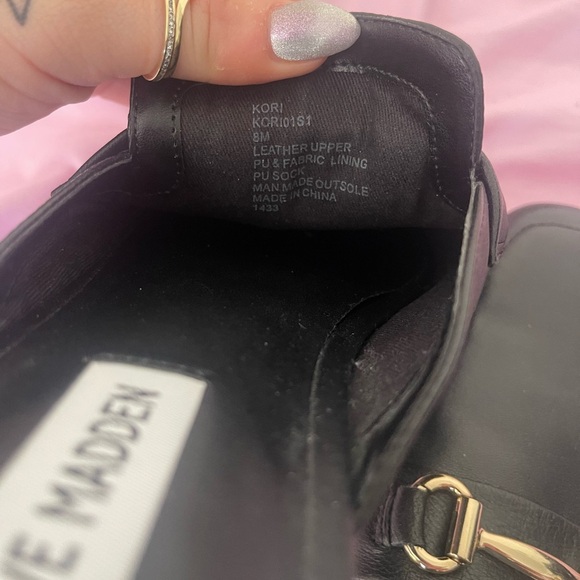 KORI
KORI01S1
8M
LEATHER UPPER
PU & FABRIC LINING
PU SOCK
MAN MADE OUTSOLE
MADE IN CHINA
1433
VE MADDEN